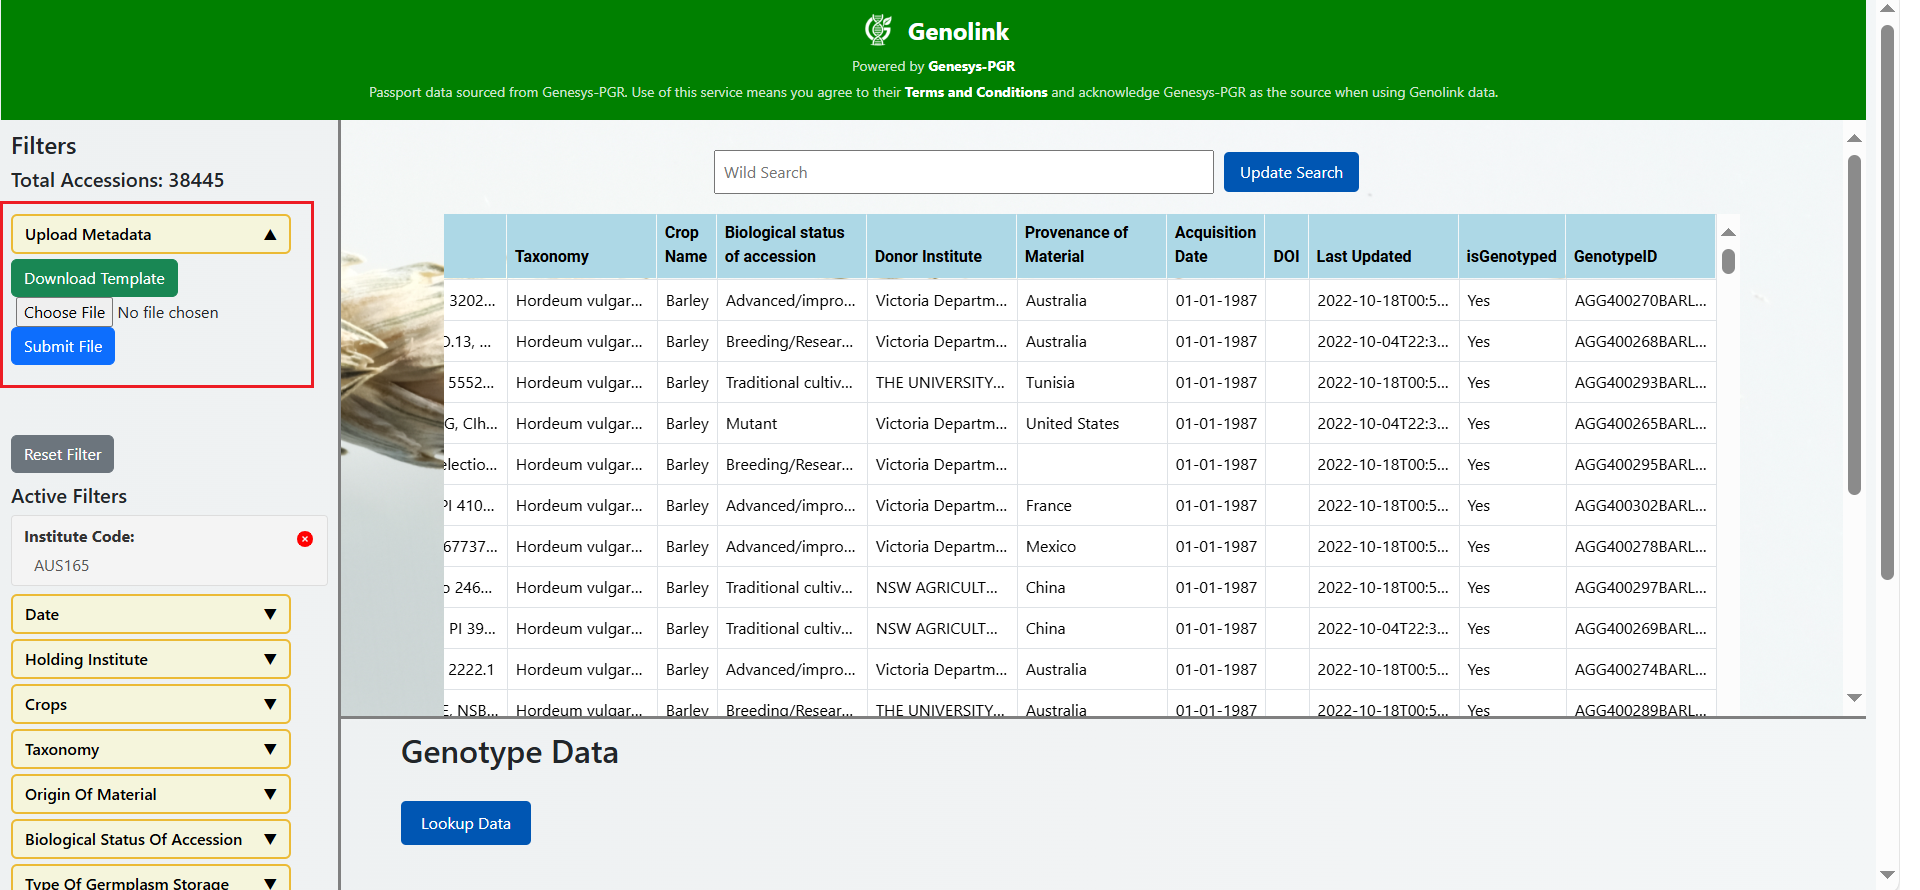 Genolink
Powered by Genesys-PGR
Passport data sourced from Genesys-PGR. Use of this service means you agree to their Terms and Conditions and acknowledge Genesys-PGR as the source when using Genolink data.
Filters
Total Accessions: 38445
Upload Metadata ▲
Download Template
Choose File No file chosen
Submit File
Reset Filter
Active Filters
Institute Code:
AUS165
Date ▼
Holding Institute ▼
Crops ▼
Taxonomy ▼
Origin Of Material ▼
Biological Status Of Accession ▼
Type Of Germplasm Storage ▼
Wild Search
Update Search
Taxonomy Crop Name Biological status of accession Donor Institute Provenance of Material Acquisition Date DOI Last Updated isGenotyped GenotypeID
3202... Hordeum vulgar... Barley Advanced/impro... Victoria Departm... Australia 01-01-1987 2022-10-18T00:5... Yes AGG400270BARL...
O.13, ... Hordeum vulgar... Barley Breeding/Resear... Victoria Departm... Australia 01-01-1987 2022-10-04T22:3... Yes AGG400268BARL...
5552... Hordeum vulgar... Barley Traditional cultiv... THE UNIVERSITY... Tunisia 01-01-1987 2022-10-18T00:5... Yes AGG400293BARL...
G, CIh... Hordeum vulgar... Barley Mutant Victoria Departm... United States 01-01-1987 2022-10-04T22:3... Yes AGG400265BARL...
electio... Hordeum vulgar... Barley Breeding/Resear... Victoria Departm... 01-01-1987 2022-10-18T00:5... Yes AGG400295BARL...
PI 410... Hordeum vulgar... Barley Advanced/impro... Victoria Departm... France 01-01-1987 2022-10-18T00:5... Yes AGG400302BARL...
67737... Hordeum vulgar... Barley Advanced/impro... Victoria Departm... Mexico 01-01-1987 2022-10-18T00:5... Yes AGG400278BARL...
246... Hordeum vulgar... Barley Traditional cultiv... NSW AGRICULT... China 01-01-1987 2022-10-18T00:5... Yes AGG400297BARL...
PI 39... Hordeum vulgar... Barley Traditional cultiv... NSW AGRICULT... China 01-01-1987 2022-10-04T22:3... Yes AGG400269BARL...
2222.1 Hordeum vulgar... Barley Advanced/impro... Victoria Departm... Australia 01-01-1987 2022-10-18T00:5... Yes AGG400274BARL...
E, NSB... Hordeum vulgar... Barley Breeding/Resear... THE UNIVERSITY... Australia 01-01-1987 2022-10-18T00:5... Yes AGG400289BARL...
Genotype Data
Lookup Data